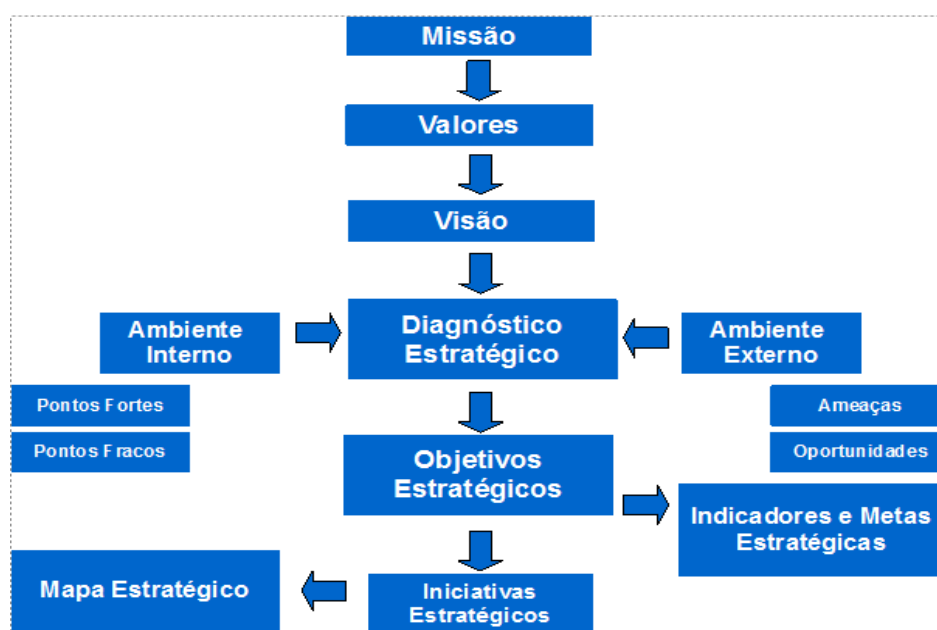 Missão
Valores
Visão
Ambiente
Interno
Diagnóstico
Estratégico
Ambiente
Externo
Pontos Fortes
Pontos Fracos
Ameaças
Oportunidades
Objetivos
Estratégicos
Indicadores e Metas
Estratégicas
Mapa Estratégico
Iniciativas
Estratégicos